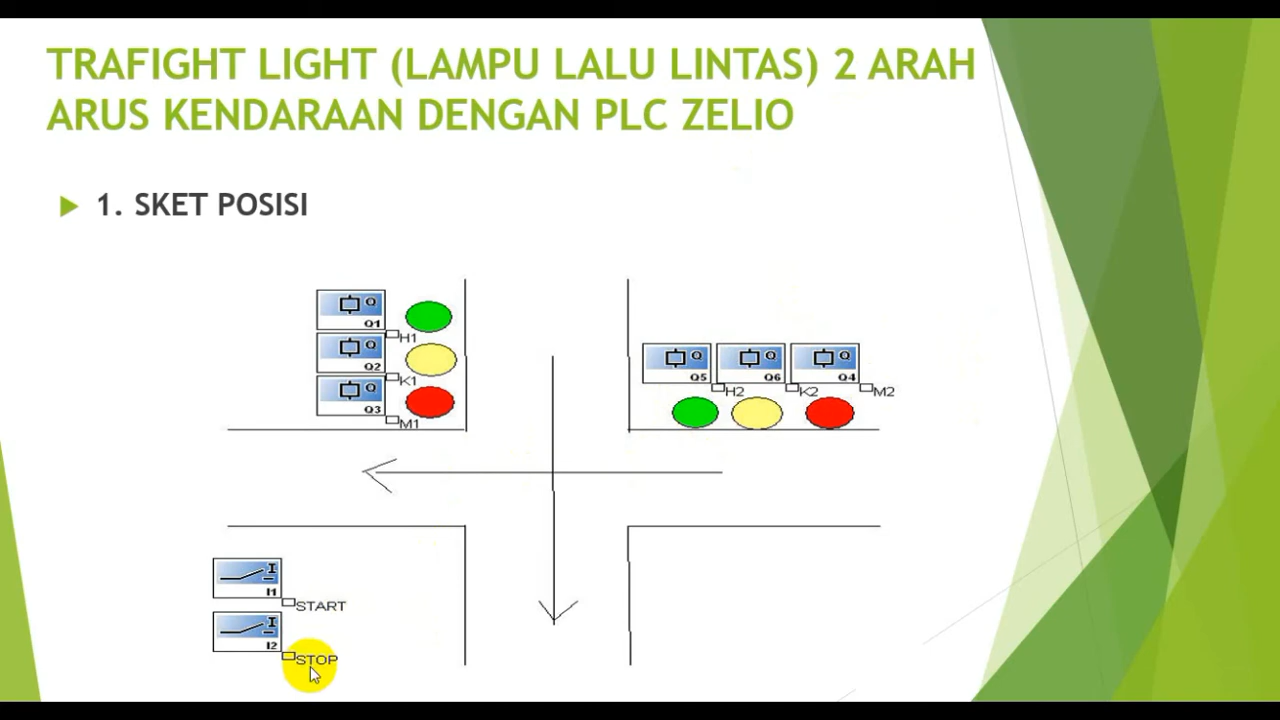 TRAFIGHT LIGHT (LAMPU LALU LINTAS) 2 ARAH
ARUS KENDARAAN DENGAN PLC ZELIO
1. SKET POSISI
Q
Q1
H1
Q
Q2
K1
Q
Q3
M1
Q
Q5
H2
Q
Q6
K2
Q
Q4
M2
I
I1
START
I
I2
STOP